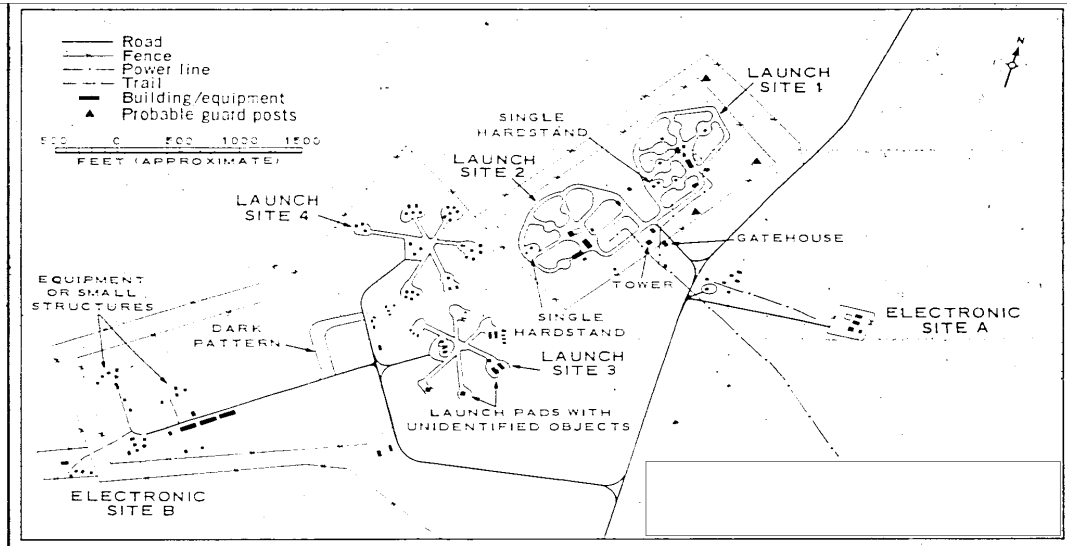 Road
Fence
Power line
Trail
Building/equipment
Probable guard posts
500 0 500 1000 1500
FEET (APPROXIMATE)
N
LAUNCH
SITE 1
SINGLE
HARDSTAND
LAUNCH
SITE 2
LAUNCH
SITE 4
GATEHOUSE
TOWER
EQUIPMENT
OR SMALL
STRUCTURES
DARK
PATTERN
SINGLE
HARDSTAND
ELECTRONIC
SITE A
LAUNCH
SITE 3
LAUNCH PADS WITH
UNIDENTIFIED OBJECTS
ELECTRONIC
SITE B